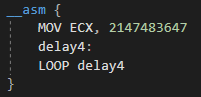 __asm {
MOV ECX, 2147483647
delay4:
LOOP delay4
}